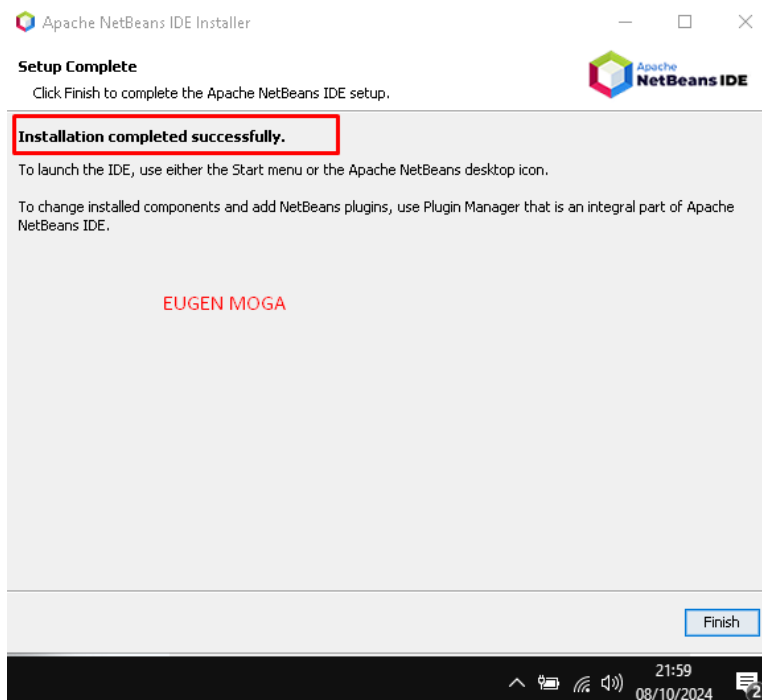 Apache NetBeans IDE Installer
Setup Complete
Click Finish to complete the Apache NetBeans IDE setup.
Apache
NetBeans IDE
Installation completed successfully.
To launch the IDE, use either the Start menu or the Apache NetBeans desktop icon.
To change installed components and add NetBeans plugins, use Plugin Manager that is an integral part of Apache
NetBeans IDE.
EUGEN MOGA
Finish
21:59
08/10/2024
2